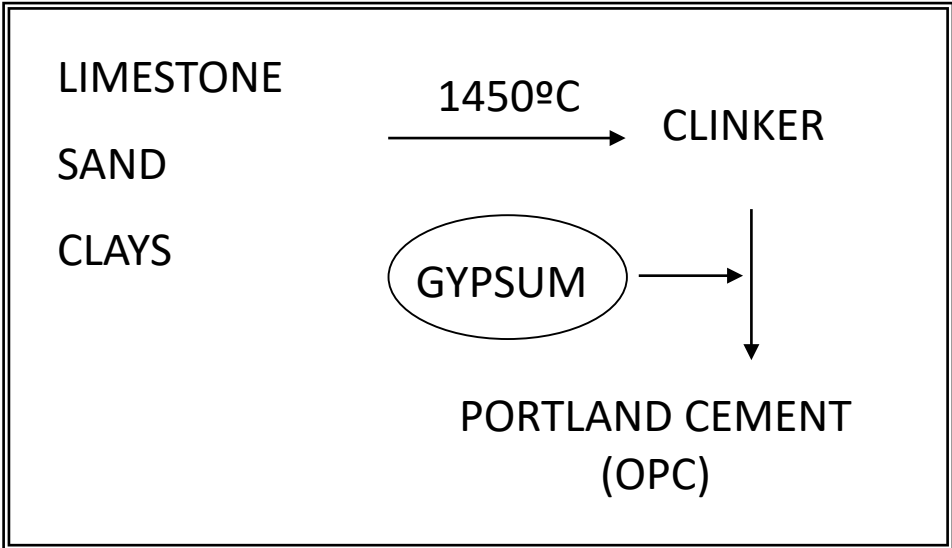 LIMESTONE
1450ºC
CLINKER
SAND
CLAYS
GYPSUM
PORTLAND CEMENT
(OPC)